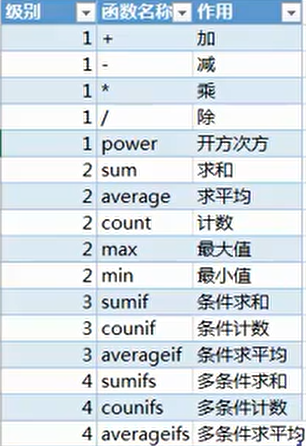 级别 函数名称 作用
1 + 加
1 - 减
1 * 乘
1 / 除
1 power 开方次方
2 sum 求和
2 average 求平均
2 count 计数
2 max 最大值
2 min 最小值
3 sumif 条件求和
3 counif 条件计数
3 averageif 条件求平均
4 sumifs 多条件求和
4 counifs 多条件计数
4 averageifs 多条件求平均